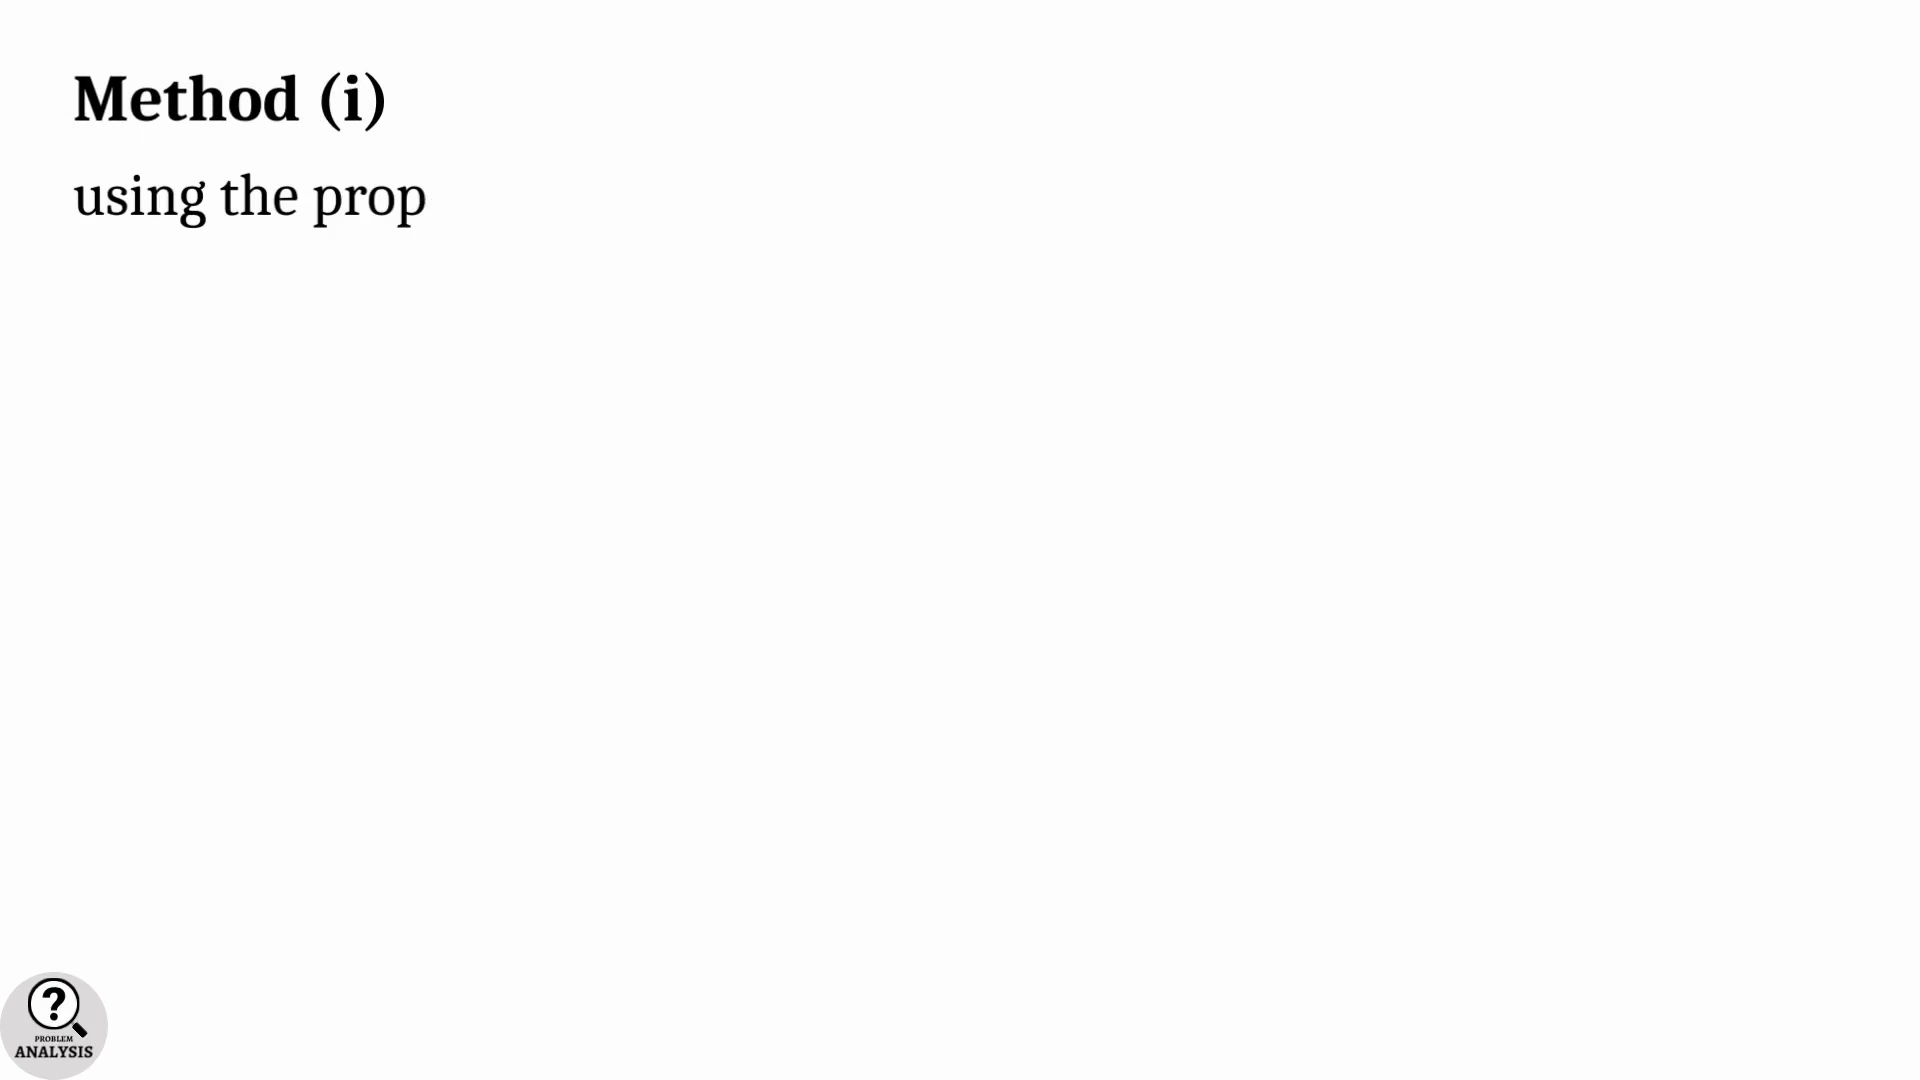 Method (i)
using the prop
?
PROBLEM
ANALYSIS